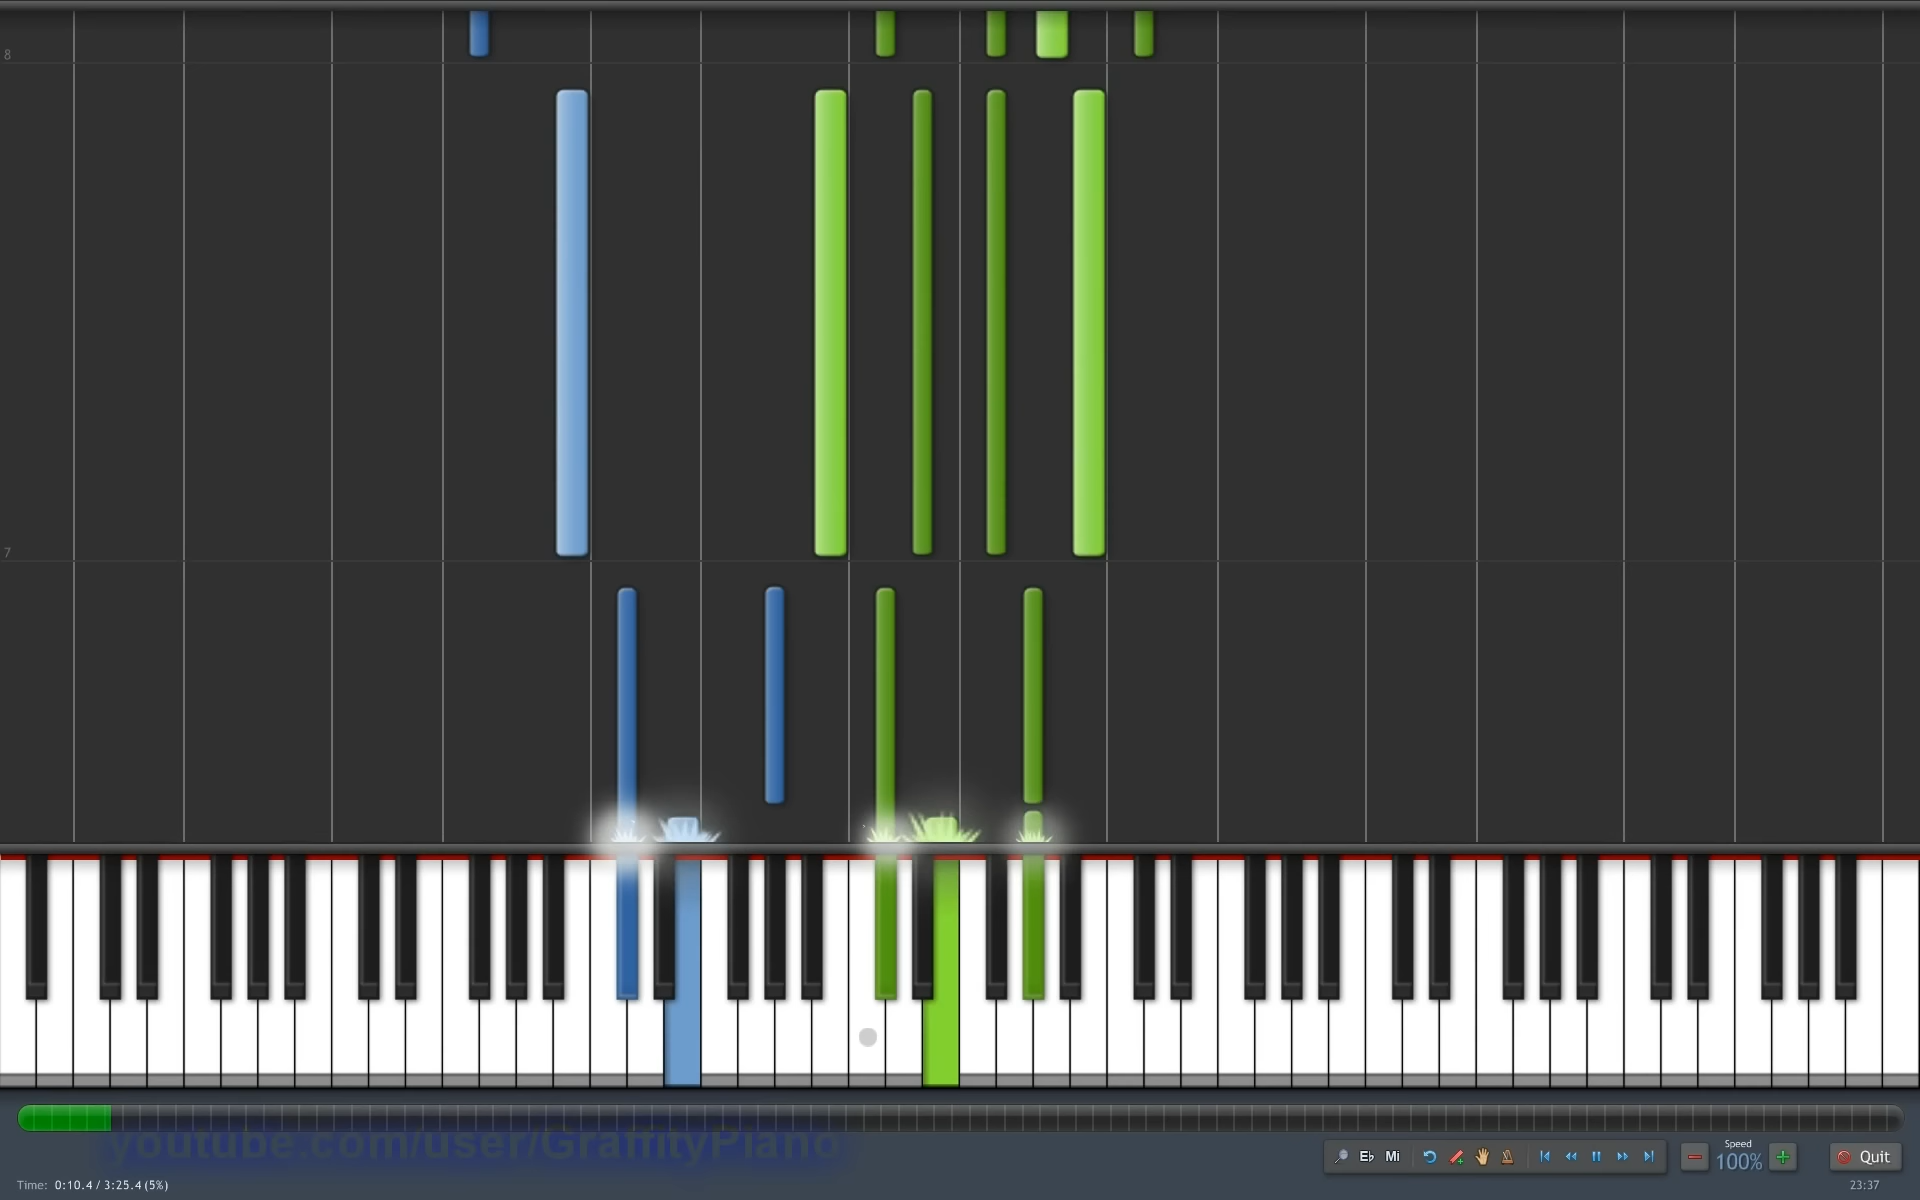 8
7
youtube.com/user/GraffityPiano
Eb Mi
Speed
100%
Quit
Time: 0:10.4 / 3:25.4 (5%)
23:37